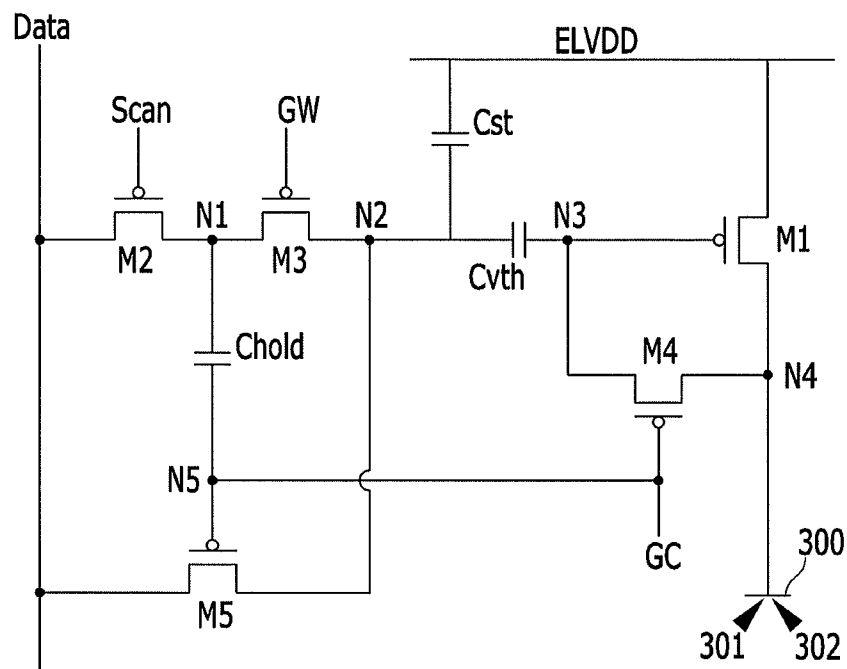 Data
ELVDD
Scan
GW
Cst
N1
N2
N3
M2
M3
Cvth
M1
Chold
M4
N4
N5
GC
M5
300
301
302